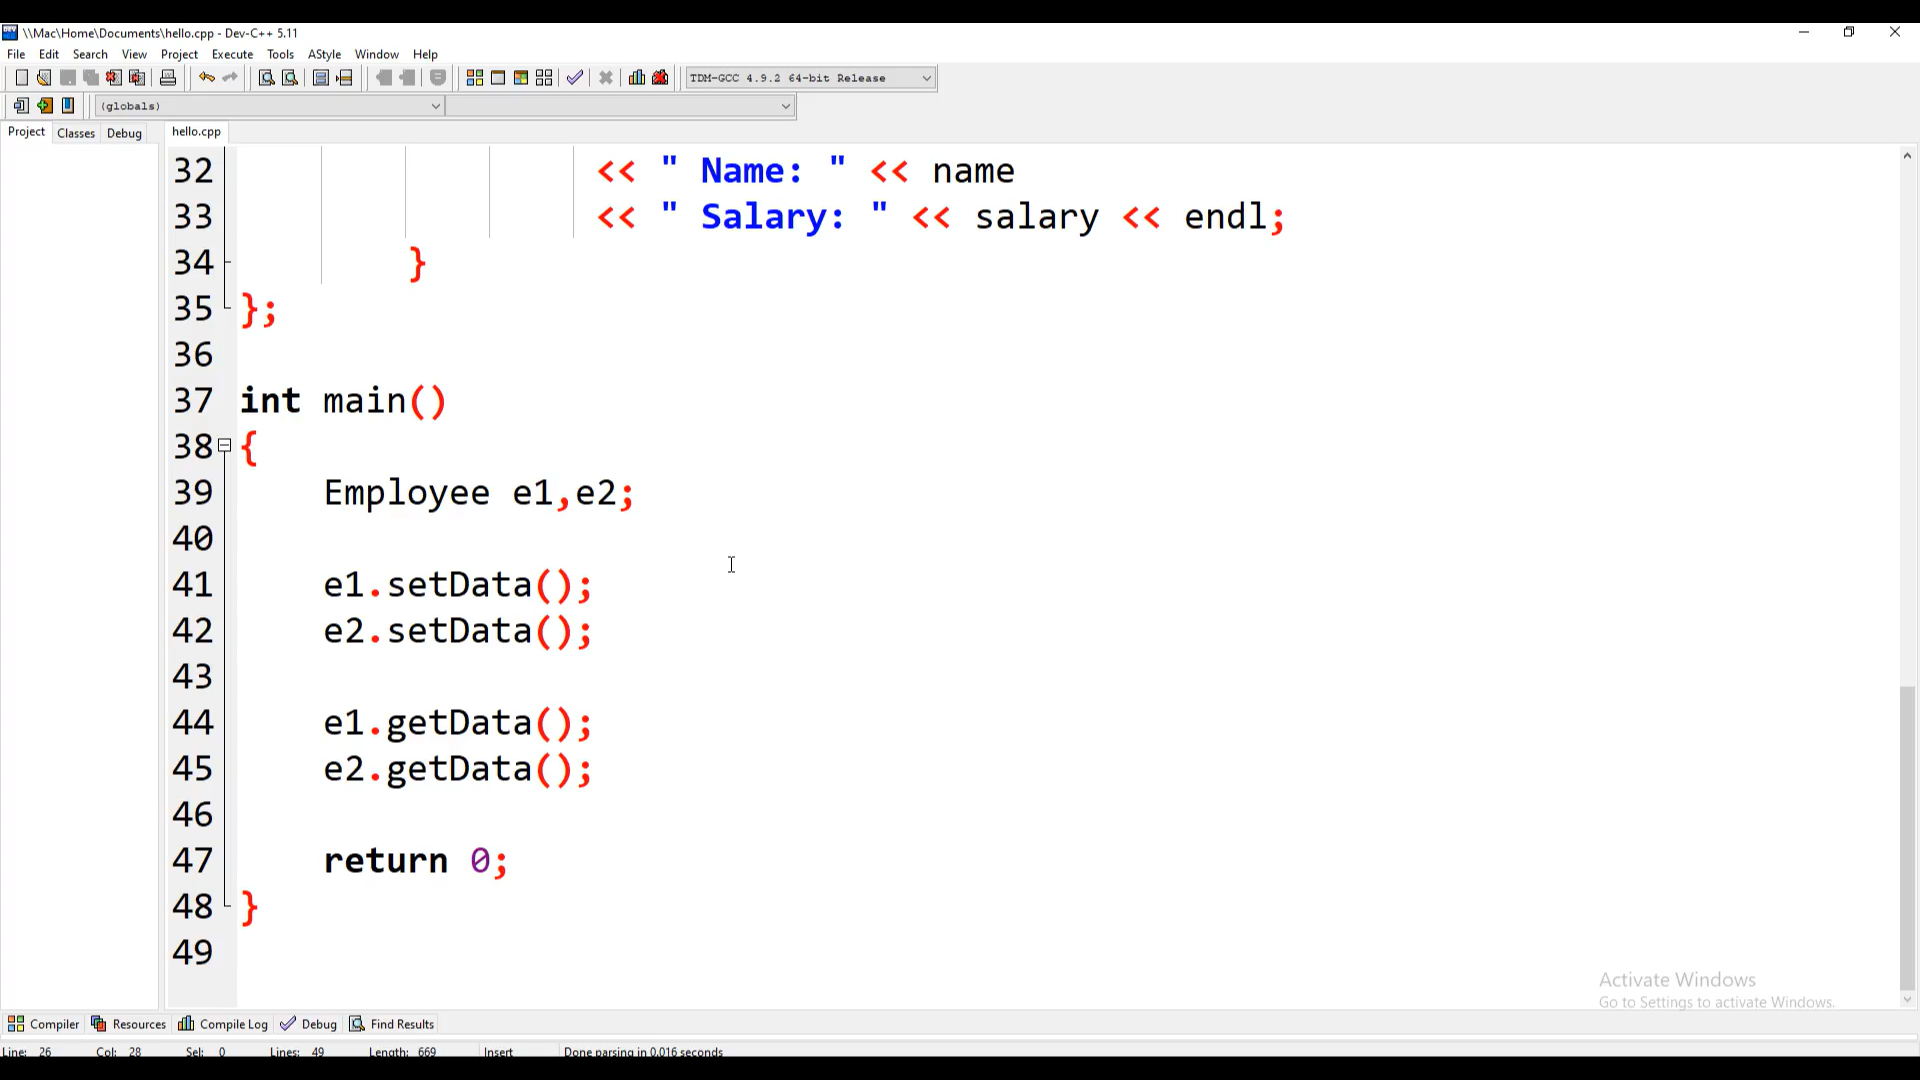 \\Mac\Home\Documents\hello.cpp - Dev-C++ 5.11
File Edit Search View Project Execute Tools AStyle Window Help
TDM-GCC 4.9.2 64-bit Release
(globals)
Project Classes Debug hello.cpp
32 << " Name: " << name
33 << " Salary: " << salary << endl;
34 }
35 };
36
37 int main()
38 {
39 Employee e1,e2;
40
41 e1.setData();
42 e2.setData();
43
44 e1.getData();
45 e2.getData();
46
47 return 0;
48 }
49
Activate Windows
Go to Settings to activate Windows.
Compiler Resources Compile Log Debug Find Results
Line: 26 Col: 28 Sel: 0 Lines: 49 Length: 669 Insert Done parsing in 0.016 seconds